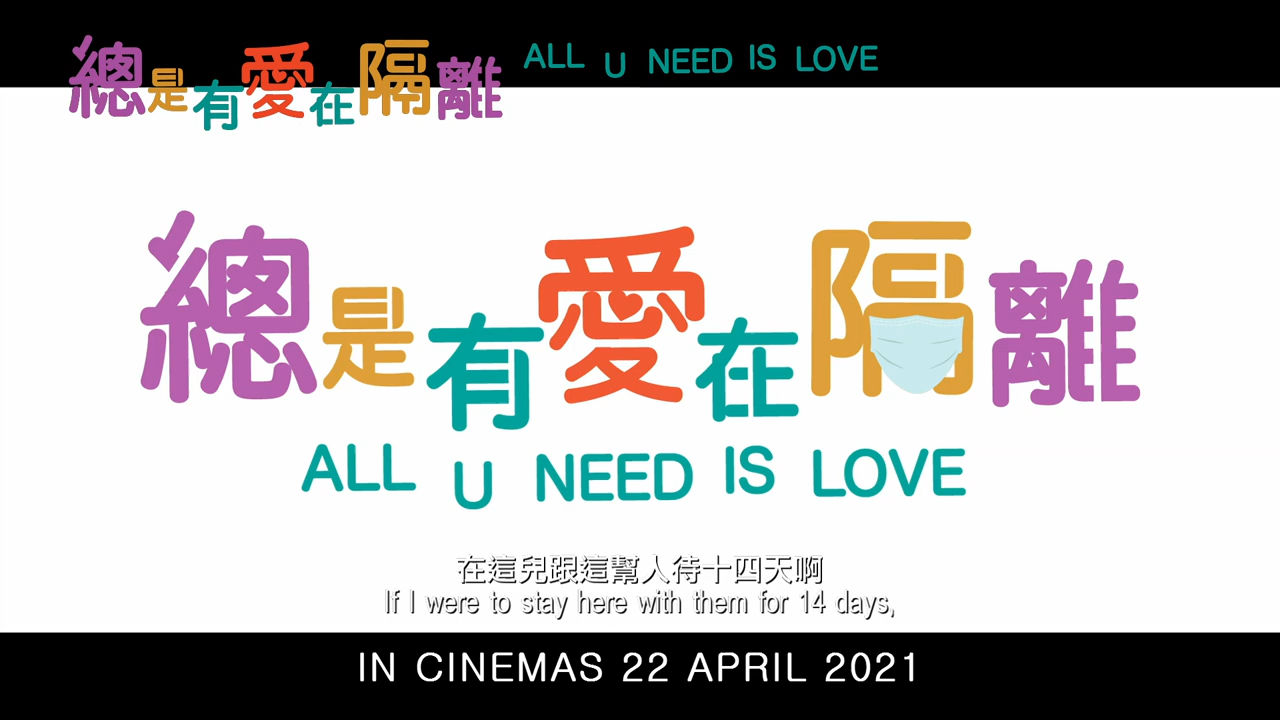 總是有愛在隔離 ALL U NEED IS LOVE
總是有愛在隔離
ALL U NEED IS LOVE
在這兒跟這幫人待十四天啊
If I were to stay here with them for 14 days,
IN CINEMAS 22 APRIL 2021